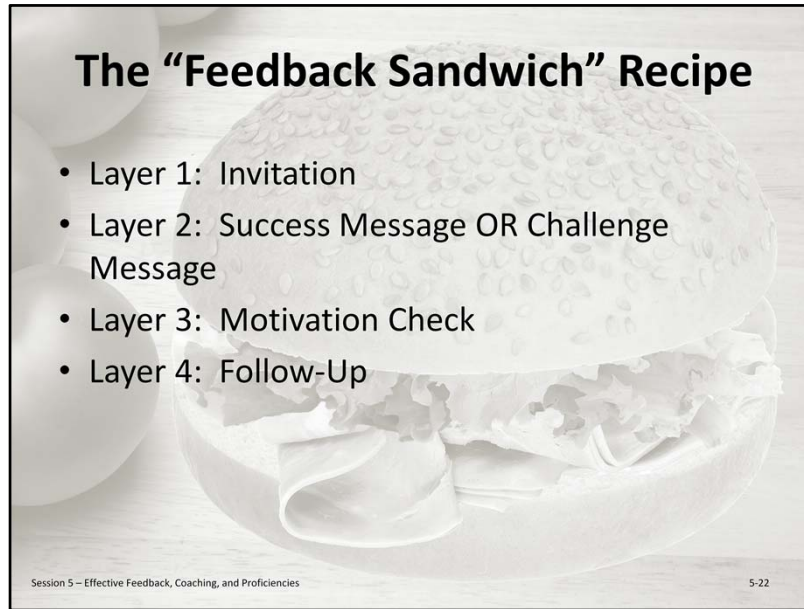 The “Feedback Sandwich” Recipe
• Layer 1:  Invitation
• Layer 2:  Success Message OR Challenge
Message
• Layer 3:  Motivation Check
• Layer 4:  Follow-Up
Session 5 – Effective Feedback, Coaching, and Proficiencies
5-22